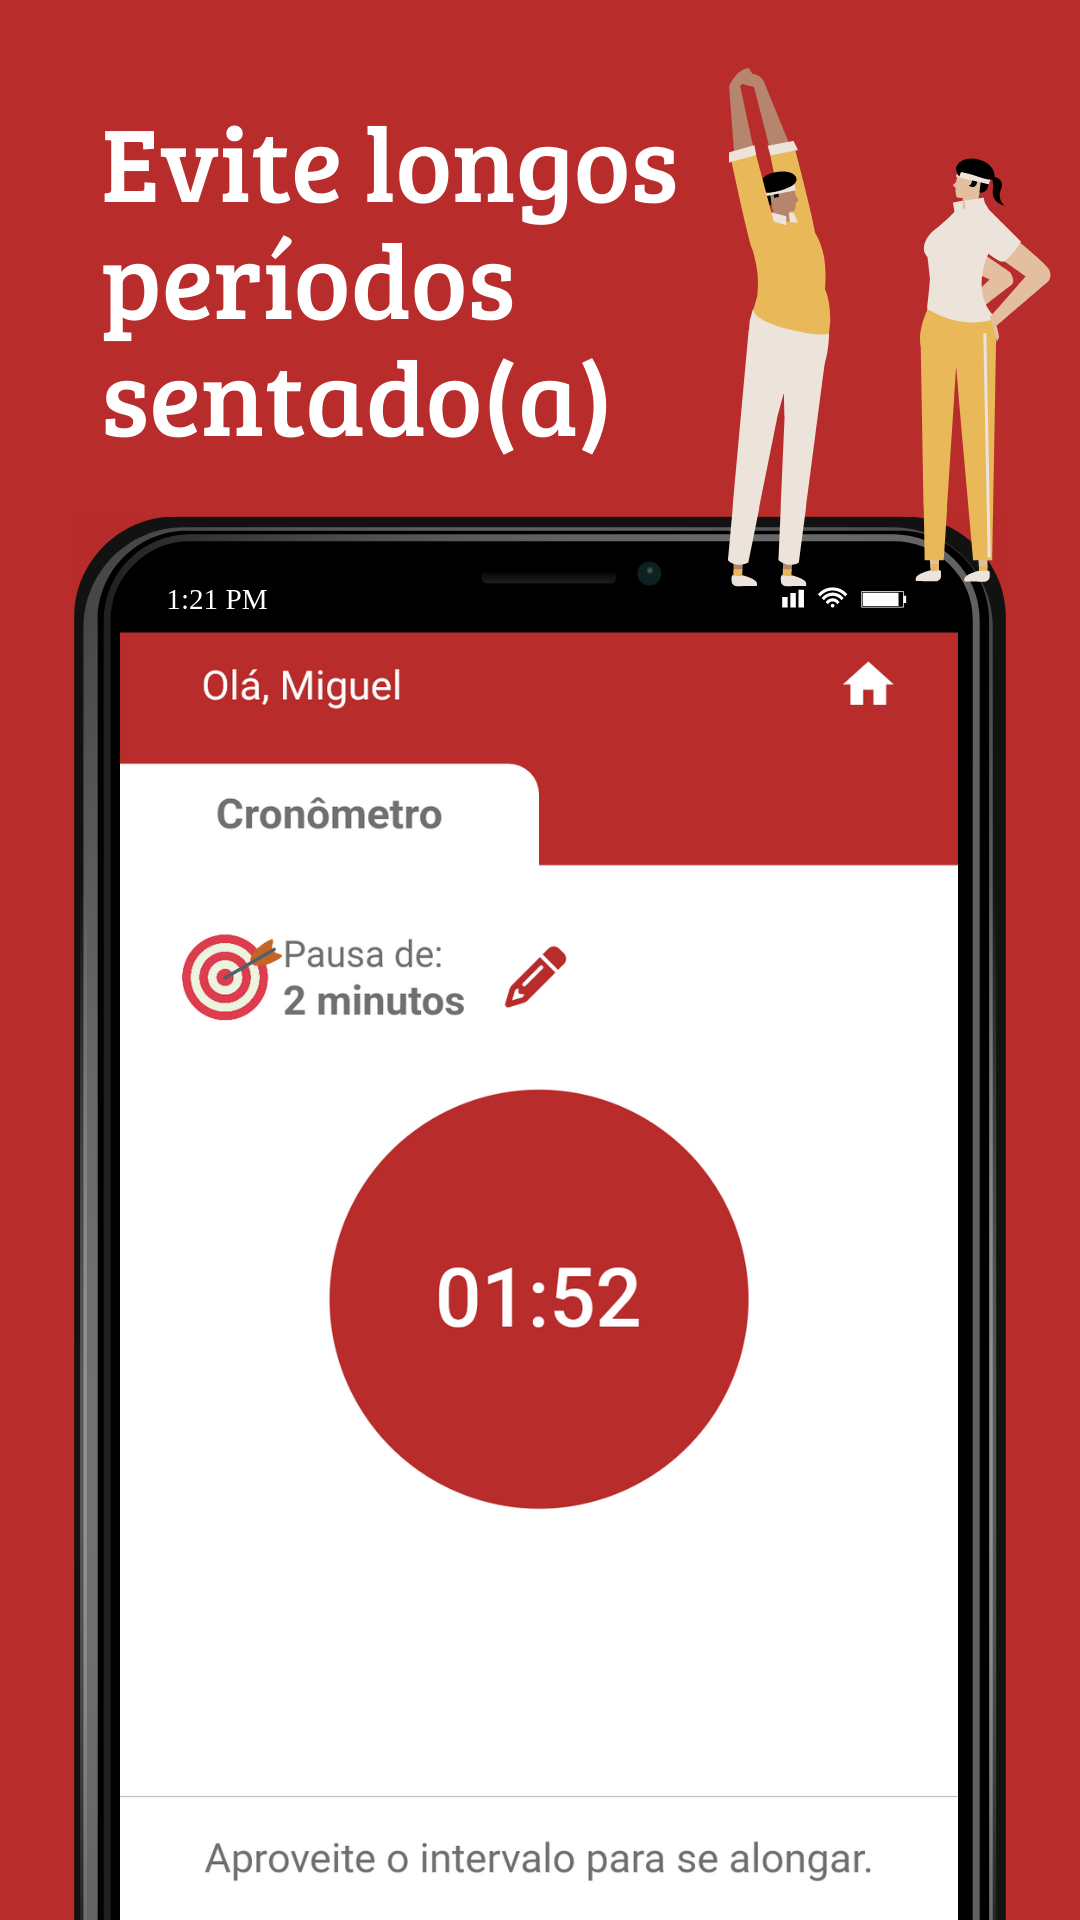 Evite longos
períodos
sentado(a)
1:21 PM
Olá, Miguel
Cronômetro
Pausa de:
2 minutos
01:52
Aproveite o intervalo para se alongar.